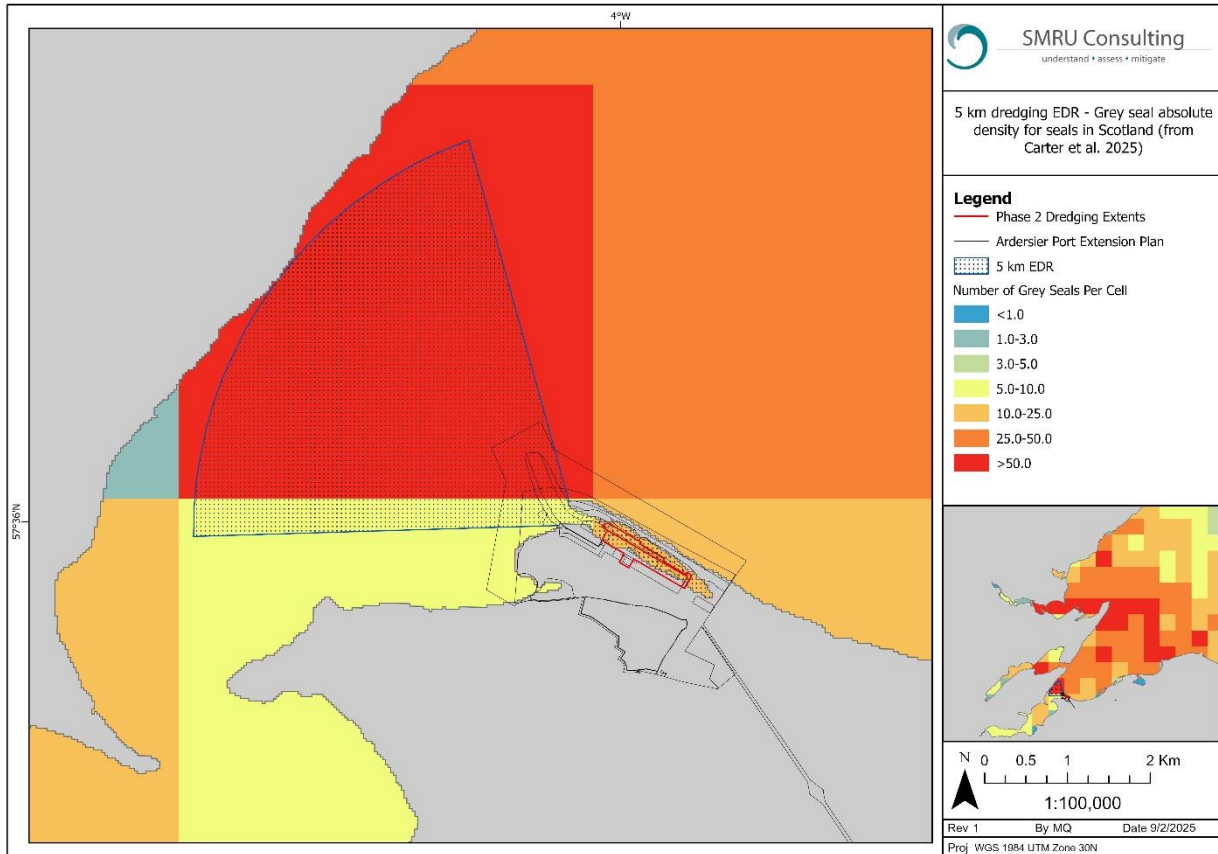 4°W
57°36'N
SMRU Consulting
understand • assess • mitigate
5 km dredging EDR - Grey seal absolute
density for seals in Scotland (from
Carter et al. 2025)
Legend
Phase 2 Dredging Extents
Ardersier Port Extension Plan
5 km EDR
Number of Grey Seals Per Cell
<1.0
1.0-3.0
3.0-5.0
5.0-10.0
10.0-25.0
25.0-50.0
>50.0
N
0 0.5 1 2 Km
1:100,000
Rev 1 By MQ Date 9/2/2025
Proj WGS 1984 UTM Zone 30N